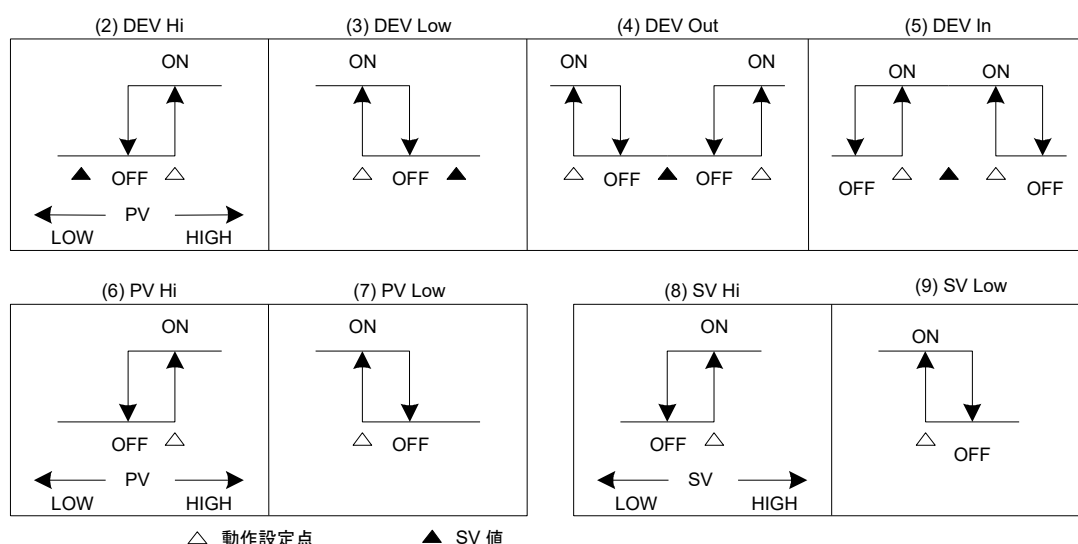 (2) DEV Hi
(3) DEV Low
(4) DEV Out
(5) DEV In
ON
ON
ON
ON
ON
ON
OFF
OFF
OFF
OFF
OFF
OFF
PV
LOW
HIGH
(6) PV Hi
(7) PV Low
(8) SV Hi
(9) SV Low
ON
ON
ON
ON
OFF
OFF
OFF
OFF
PV
LOW
HIGH
SV
LOW
HIGH
動作設定点
SV 値